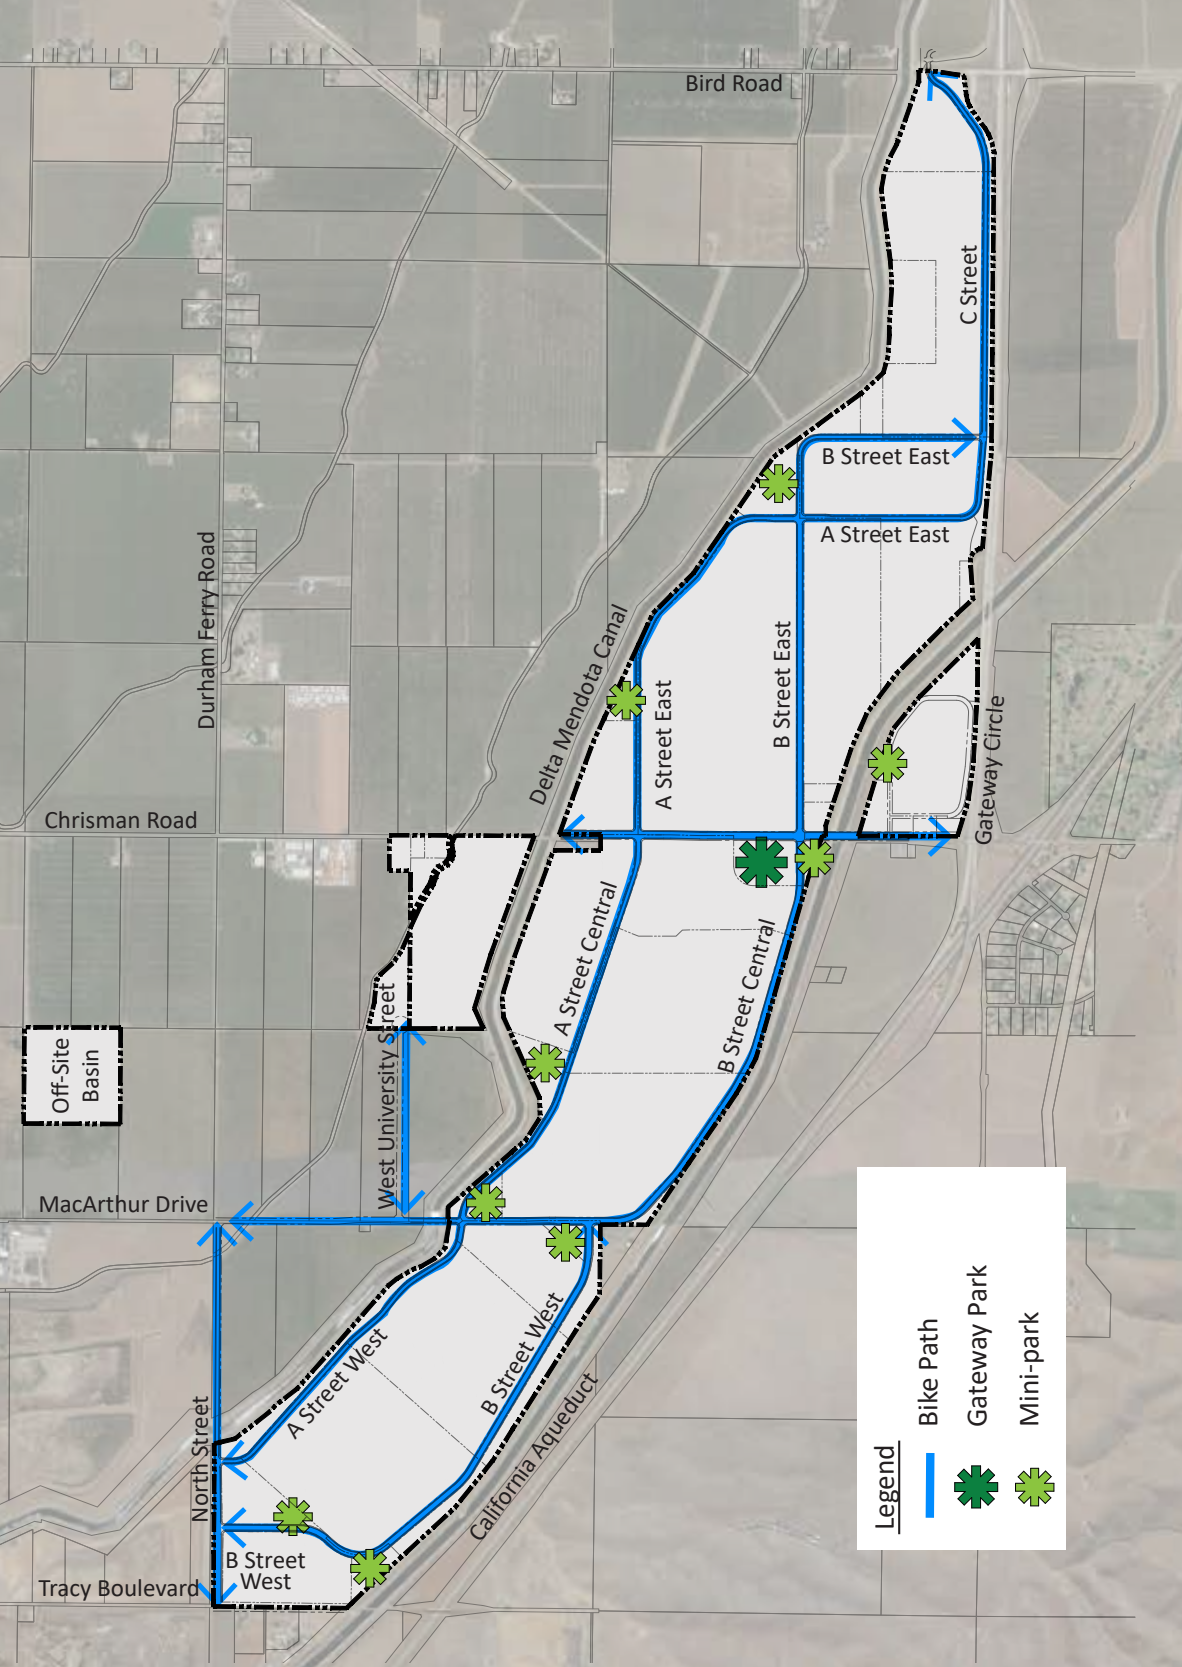 Bird Road
C Street
B Street East
A Street East
Durham Ferry Road
Delta Mendota Canal
A Street East
B Street East
Gateway Circle
Chrisman Road
A Street Central
B Street Central
West University Street
Off-Site
Basin
MacArthur Drive
North Street
A Street West
B Street West
California Aqueduct
B Street
West
Tracy Boulevard
Legend
Bike Path
Gateway Park
Mini-park